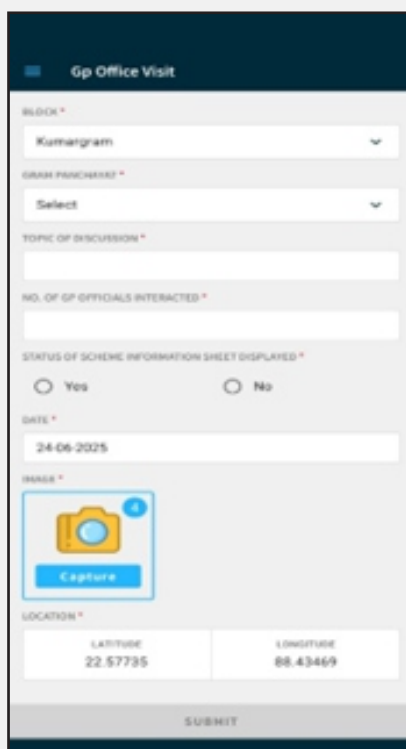 Gp Office Visit
BLOCK *
Kumargram
GRAM PANCHAYAT *
Select
TOPIC OF DISCUSSION *
NO. OF GP OFFICIALS INTERACTED *
STATUS OF SCHEME INFORMATION SHEET DISPLAYED *
Yes No
DATE *
24-06-2025
IMAGE *
4
Capture
LOCATION *
LATITUDE LONGITUDE
22.57735 88.43469
SUBMIT